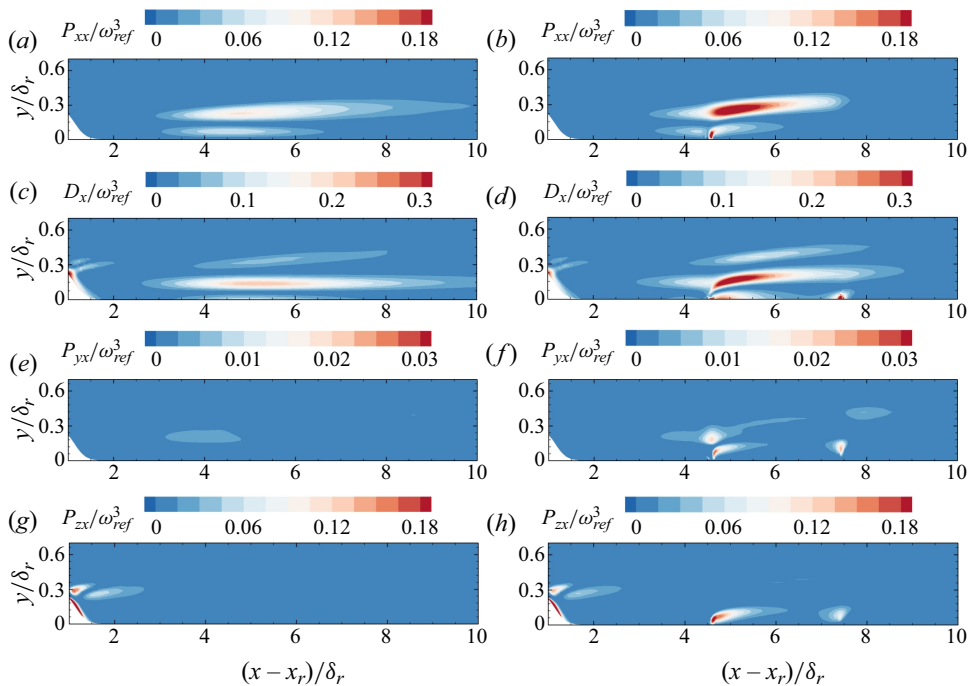 P_xx/ω³_ref P_xx/ω³_ref
(a) 0 0.06 0.12 0.18 (b) 0 0.06 0.12 0.18
0.6
y/δ_r 0.3
0
2 4 6 8 10 2 4 6 8 10
D_x/ω³_ref D_x/ω³_ref
(c) 0 0.1 0.2 0.3 (d) 0 0.1 0.2 0.3
0.6
y/δ_r 0.3
0
2 4 6 8 10 2 4 6 8 10
P_yx/ω³_ref P_yx/ω³_ref
(e) 0 0.01 0.02 0.03 (f) 0 0.01 0.02 0.03
0.6
y/δ_r 0.3
0
2 4 6 8 10 2 4 6 8 10
P_zx/ω³_ref P_zx/ω³_ref
(g) 0 0.06 0.12 0.18 (h) 0 0.06 0.12 0.18
0.6
y/δ_r 0.3
0
2 4 6 8 10 2 4 6 8 10
(x – x_r)/δ_r (x – x_r)/δ_r